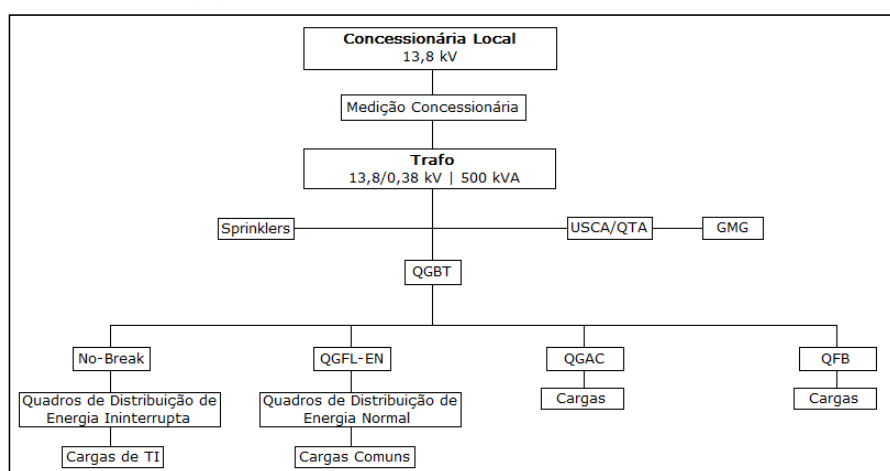 Concessionária Local
13,8 kV
Medição Concessionária
Trafo
13,8/0,38 kV | 500 kVA
Sprinklers
USCA/QTA
GMG
QGBT
No-Break
QGFL-EN
QGAC
QFB
Quadros de Distribuição de
Energia Ininterrupta
Quadros de Distribuição de
Energia Normal
Cargas
Cargas
Cargas de TI
Cargas Comuns